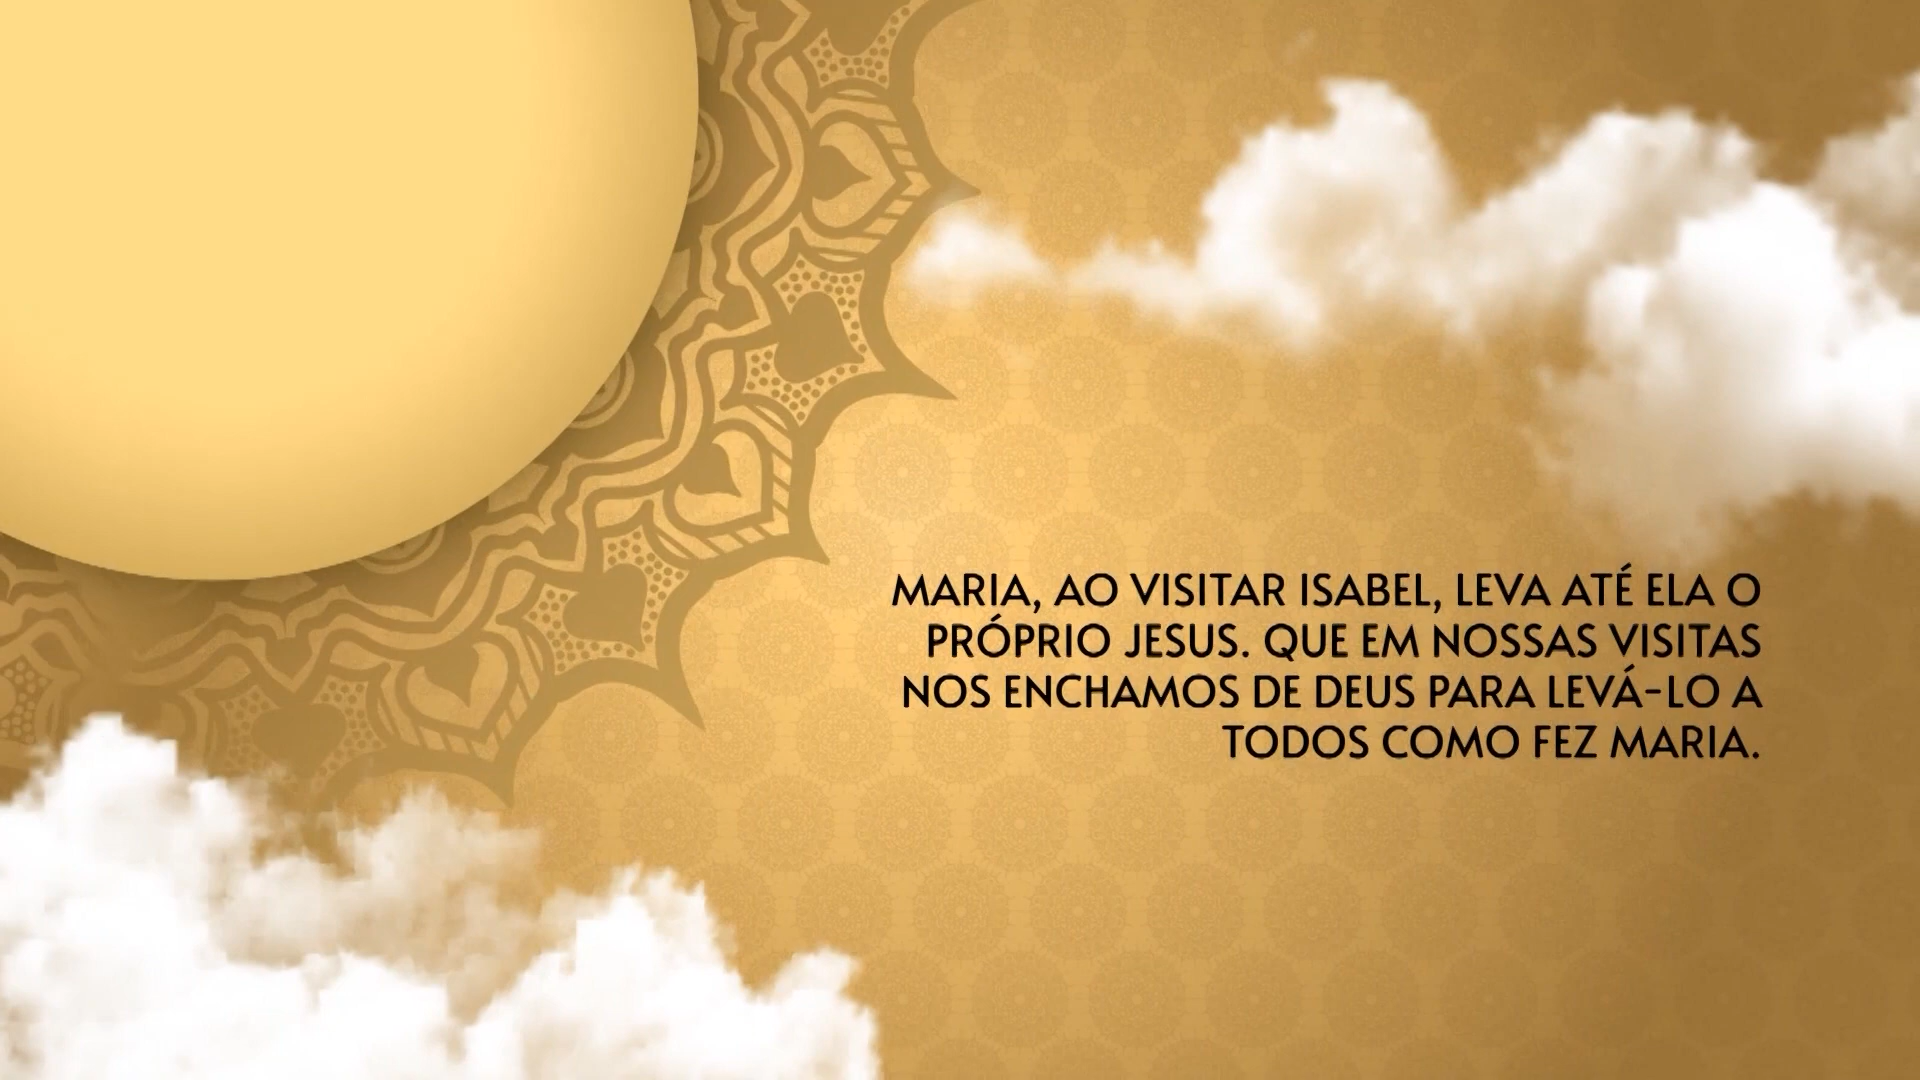 MARIA, AO VISITAR ISABEL, LEVA ATÉ ELA O
PRÓPRIO JESUS. QUE EM NOSSAS VISITAS
NOS ENCHAMOS DE DEUS PARA LEVÁ-LO A
TODOS COMO FEZ MARIA.